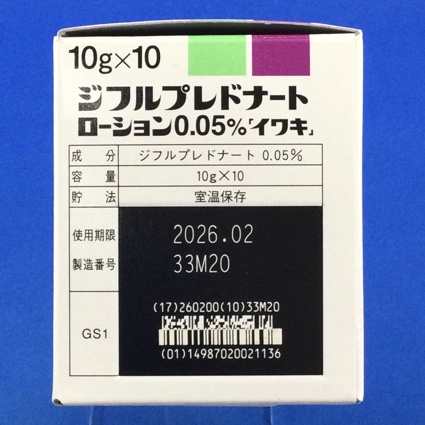 10g×10
ジフルプレドナート
ローション0.05%「イワキ」
成分 ジフルプレドナート 0.05%
容量 10g×10
貯法 室温保存
使用期限 2026.02
製造番号 33M20
(17)260200(10)33M20
GS1
(01)14987020021136